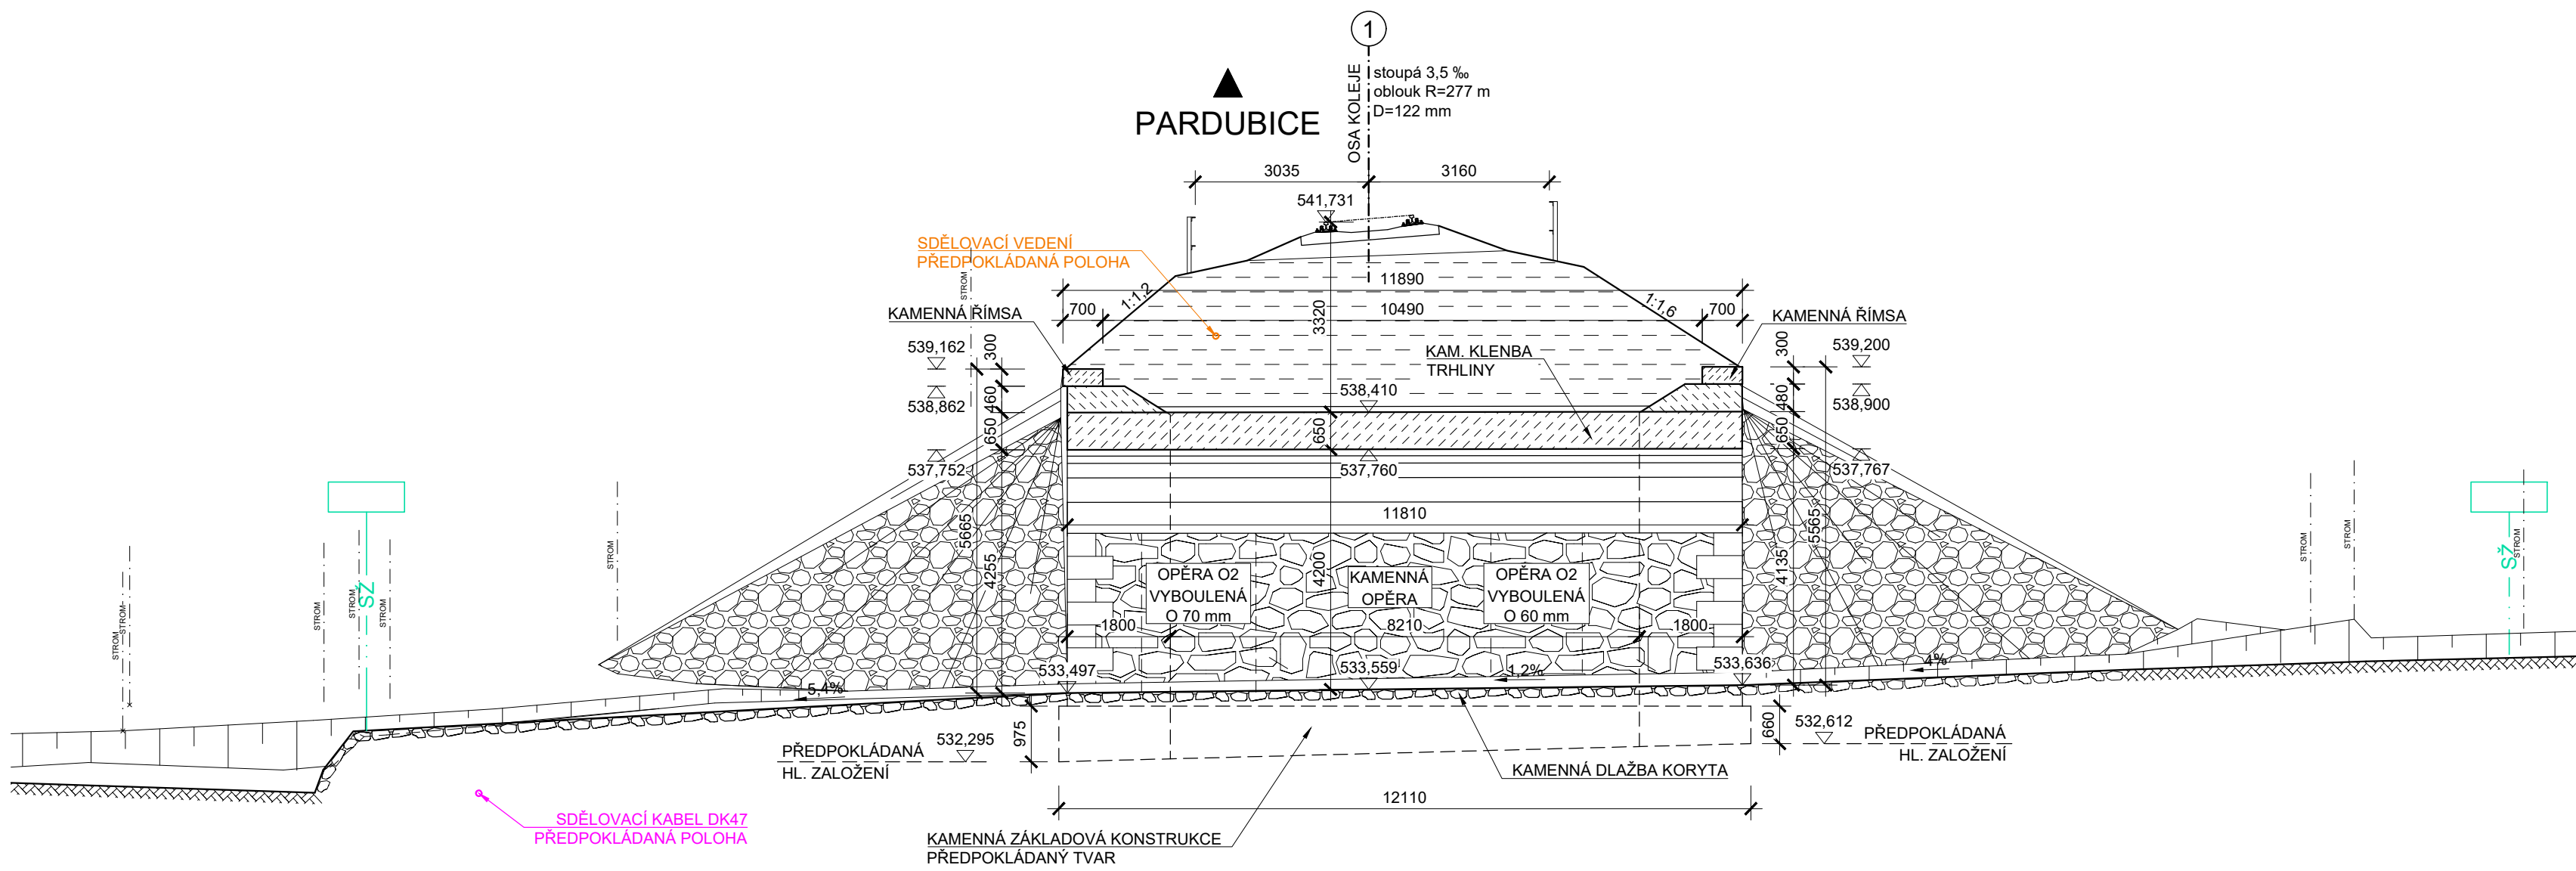 1
stoupá 3,5 ‰
oblouk R=277 m
D=122 mm
OSA KOLEJE
PARDUBICE
3035
3160
541,731
SDĚLOVACÍ VEDENÍ
PŘEDPOKLÁDANÁ POLOHA
STROM
11890
1:1,2
1:1,6
700
10490
700
3320
KAMENNÁ ŘÍMSA
KAMENNÁ ŘÍMSA
KAM. KLENBA
TRHLINY
539,162
300
300
539,200
538,862
460
538,410
480
538,900
650
650
650
537,752
537,760
537,767
11810
5665
4255
4200
4135
5565
OPĚRA O2
VYBOULENÁ
O 70 mm
KAMENNÁ
OPĚRA
OPĚRA O2
VYBOULENÁ
O 60 mm
1800
8210
1800
STROM
STROM
STROM
STROM
STROM
STROM
SŽ
STROM
STROM
STROM
SŽ
533,497
533,559
1,2%
533,636
4%
5,4%
975
660
PŘEDPOKLÁDANÁ
HL. ZALOŽENÍ
532,295
532,612
PŘEDPOKLÁDANÁ
HL. ZALOŽENÍ
KAMENNÁ DLAŽBA KORYTA
12110
SDĚLOVACÍ KABEL DK47
PŘEDPOKLÁDANÁ POLOHA
KAMENNÁ ZÁKLADOVÁ KONSTRUKCE
PŘEDPOKLÁDANÝ TVAR